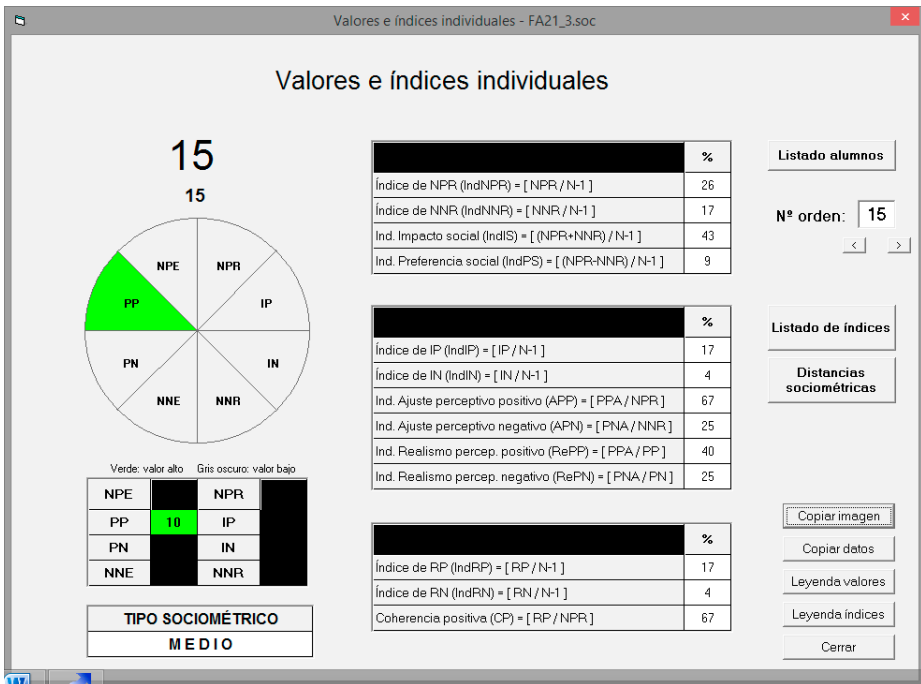 Valores e índices individuales - FA21_3.soc
Valores e índices individuales
15
15
NPE
NPR
PP
IP
PN
IN
NNE
NNR
Verde: valor alto Gris oscuro: valor bajo
NPE NPR
PP 10 IP
PN IN
NNE NNR
TIPO SOCIOMÉTRICO
MEDIO
%
Índice de NPR (IndNPR) = [ NPR / N-1 ] 26
Índice de NNR (IndNNR) = [ NNR / N-1 ] 17
Ind. Impacto social (IndIS) = [ (NPR+NNR) / N-1 ] 43
Ind. Preferencia social (IndPS) = [ (NPR-NNR) / N-1 ] 9
%
Índice de IP (IndIP) = [ IP / N-1 ] 17
Índice de IN (IndIN) = [ IN / N-1 ] 4
Ind. Ajuste perceptivo positivo (APP) = [ PPA / NPR ] 67
Ind. Ajuste perceptivo negativo (APN) = [ PNA / NNR ] 25
Ind. Realismo percep. positivo (RePP) = [ PPA / PP ] 40
Ind. Realismo percep. negativo (RePN) = [ PNA / PN ] 25
%
Índice de RP (IndRP) = [ RP / N-1 ] 17
Índice de RN (IndRN) = [ RN / N-1 ] 4
Coherencia positiva (CP) = [ RP / NPR ] 67
Listado alumnos
Nº orden: 15
< >
Listado de índices
Distancias
sociométricas
Copiar imagen
Copiar datos
Leyenda valores
Leyenda índices
Cerrar
W